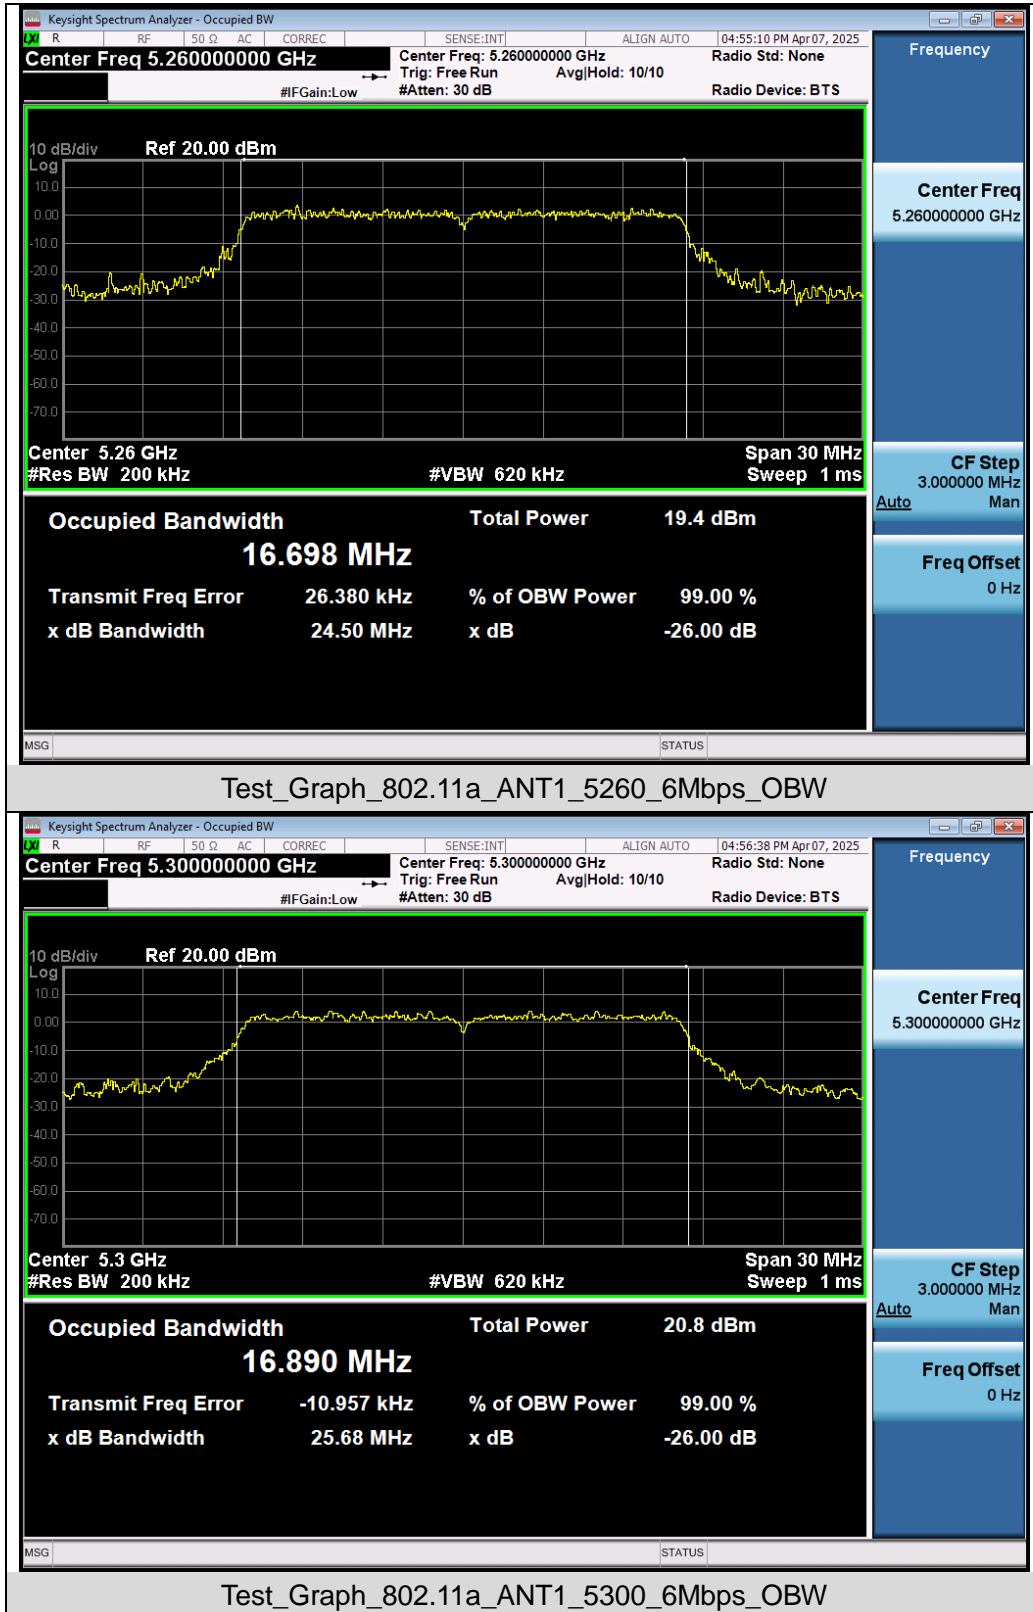 Keysight Spectrum Analyzer - Occupied BW
LXI R RF 50 Ω AC CORREC SENSE:INT ALIGN AUTO 04:55:10 PM Apr 07, 2025
Center Freq 5.260000000 GHz
Center Freq: 5.260000000 GHz Radio Std: None
Trig: Free Run Avg|Hold: 10/10
#IFGain:Low #Atten: 30 dB Radio Device: BTS
Frequency
10 dB/div Ref 20.00 dBm
Log
10.0
0.00
-10.0
-20.0
-30.0
-40.0
-50.0
-60.0
-70.0
Center 5.26 GHz Span 30 MHz
#Res BW 200 kHz #VBW 620 kHz Sweep 1 ms
Center Freq
5.260000000 GHz
CF Step
3.000000 MHz
Auto Man
Freq Offset
0 Hz
Occupied Bandwidth Total Power 19.4 dBm
16.698 MHz
Transmit Freq Error 26.380 kHz % of OBW Power 99.00 %
x dB Bandwidth 24.50 MHz x dB -26.00 dB
MSG STATUS
Test_Graph_802.11a_ANT1_5260_6Mbps_OBW
Keysight Spectrum Analyzer - Occupied BW
LXI R RF 50 Ω AC CORREC SENSE:INT ALIGN AUTO 04:56:38 PM Apr 07, 2025
Center Freq 5.300000000 GHz
Center Freq: 5.300000000 GHz Radio Std: None
Trig: Free Run Avg|Hold: 10/10
#IFGain:Low #Atten: 30 dB Radio Device: BTS
Frequency
10 dB/div Ref 20.00 dBm
Log
10.0
0.00
-10.0
-20.0
-30.0
-40.0
-50.0
-60.0
-70.0
Center 5.3 GHz Span 30 MHz
#Res BW 200 kHz #VBW 620 kHz Sweep 1 ms
Center Freq
5.300000000 GHz
CF Step
3.000000 MHz
Auto Man
Freq Offset
0 Hz
Occupied Bandwidth Total Power 20.8 dBm
16.890 MHz
Transmit Freq Error -10.957 kHz % of OBW Power 99.00 %
x dB Bandwidth 25.68 MHz x dB -26.00 dB
MSG STATUS
Test_Graph_802.11a_ANT1_5300_6Mbps_OBW